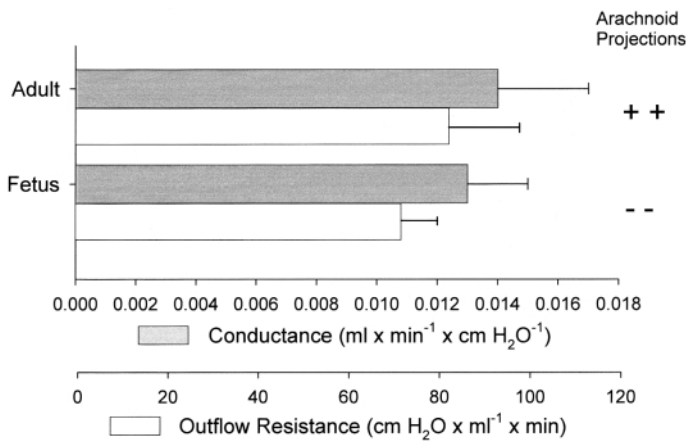 Arachnoid
Projections
Adult
+ +
Fetus
- -
0.000 0.002 0.004 0.006 0.008 0.010 0.012 0.014 0.016 0.018
Conductance (ml x min⁻¹ x cm H₂O⁻¹)
0 20 40 60 80 100 120
Outflow Resistance (cm H₂O x ml⁻¹ x min)